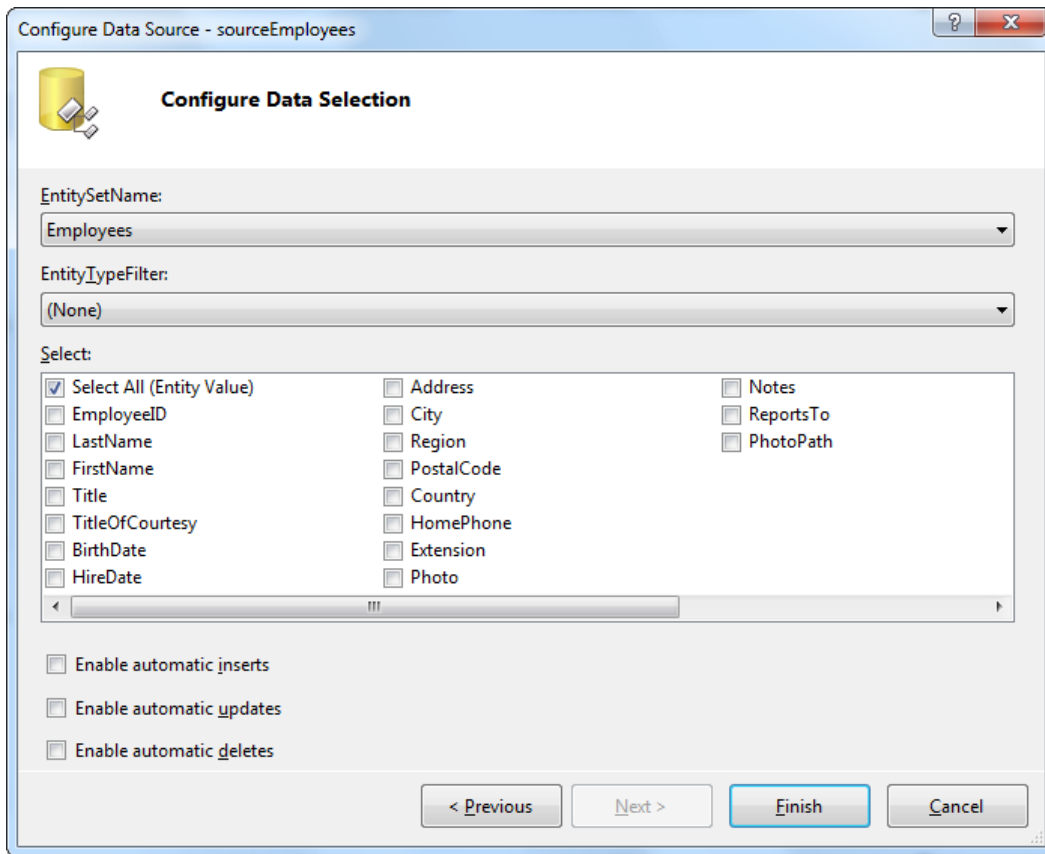 Configure Data Source - sourceEmployees
?
X
Configure Data Selection
EntitySetName:
Employees
EntityTypeFilter:
(None)
Select:
Select All (Entity Value)
EmployeeID
LastName
FirstName
Title
TitleOfCourtesy
BirthDate
HireDate
Address
City
Region
PostalCode
Country
HomePhone
Extension
Photo
Notes
ReportsTo
PhotoPath
Enable automatic inserts
Enable automatic updates
Enable automatic deletes
< Previous
Next >
Finish
Cancel